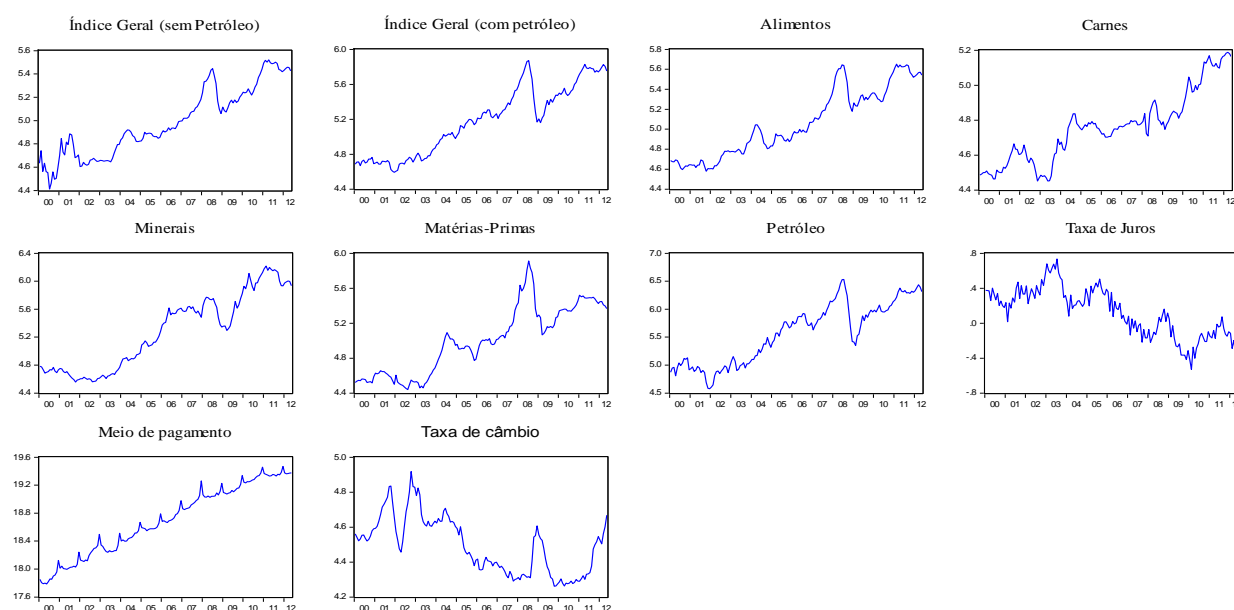 Índice Geral (sem Petróleo)
5.6
5.4
5.2
5.0
4.8
4.6
4.4
00 01 02 03 04 05 06 07 08 09 10 11 12
Índice Geral (com petróleo)
6.0
5.6
5.2
4.8
4.4
00 01 02 03 04 05 06 07 08 09 10 11 12
Alimentos
5.8
5.6
5.4
5.2
5.0
4.8
4.6
4.4
00 01 02 03 04 05 06 07 08 09 10 11 12
Carnes
5.2
4.8
4.4
00 01 02 03 04 05 06 07 08 09 10 11 12
Minerais
6.4
6.0
5.6
5.2
4.8
4.4
00 01 02 03 04 05 06 07 08 09 10 11 12
Matérias-Primas
6.0
5.6
5.2
4.8
4.4
00 01 02 03 04 05 06 07 08 09 10 11 12
Petróleo
7.0
6.5
6.0
5.5
5.0
4.5
00 01 02 03 04 05 06 07 08 09 10 11 12
Taxa de Juros
.8
.4
.0
-.4
-.8
00 01 02 03 04 05 06 07 08 09 10 11 12
Meio de pagamento
19.6
19.2
18.8
18.4
18.0
17.6
00 01 02 03 04 05 06 07 08 09 10 11 12
Taxa de câmbio
5.0
4.8
4.6
4.4
4.2
00 01 02 03 04 05 06 07 08 09 10 11 12